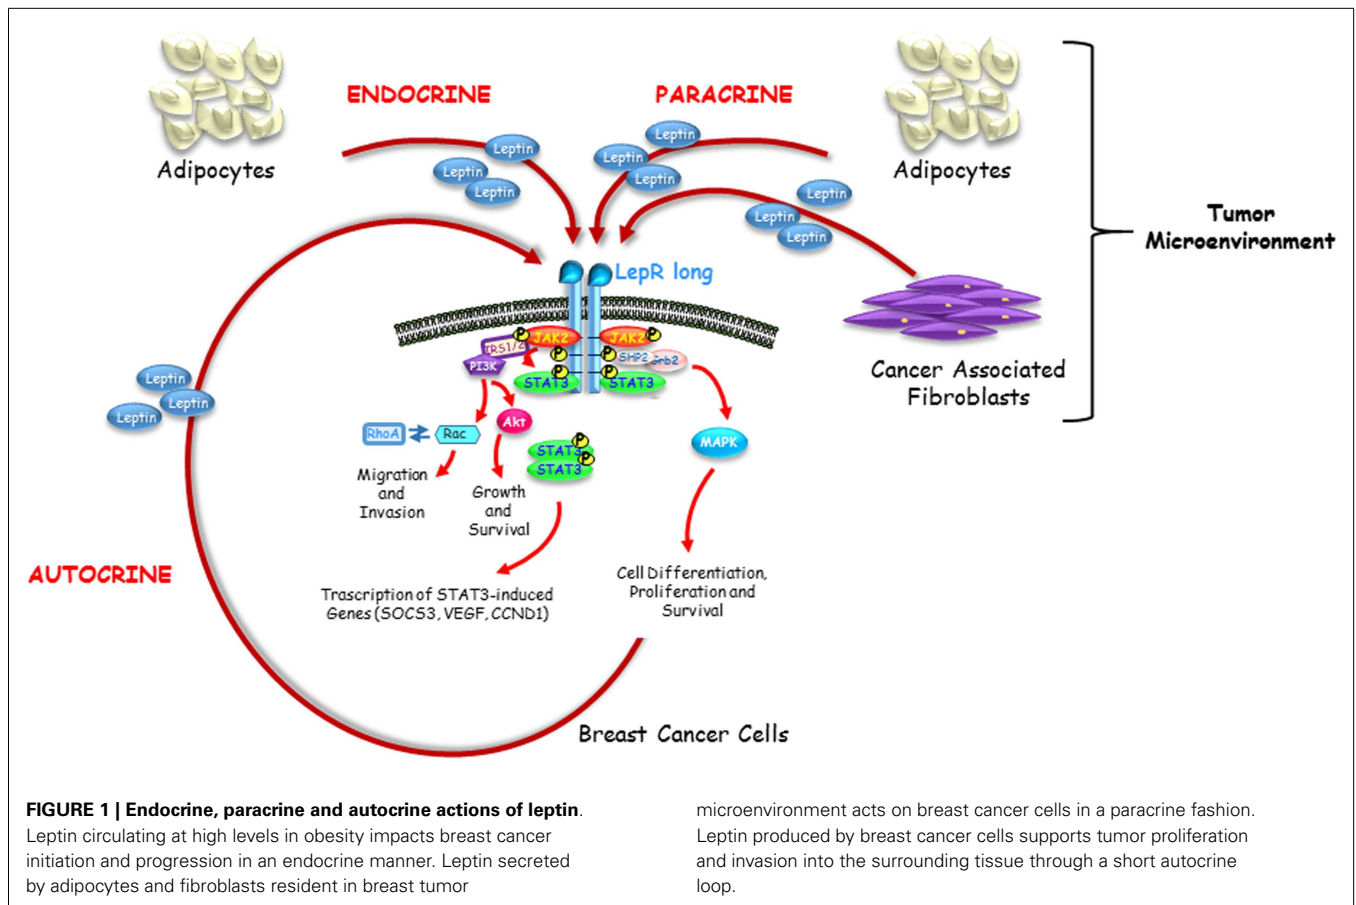 ENDOCRINE
PARACRINE
Adipocytes
Adipocytes
Leptin
Leptin
Leptin
Leptin
Leptin
Leptin
Leptin
Leptin
Leptin
Tumor
Microenvironment
LepR long
Cancer Associated
Fibroblasts
P
JAK2
JAK2
P
IRS1/2
P
P
SHP2
Grb2
PI3K
P
P
STAT3
STAT3
Leptin
Leptin
Leptin
RhoA
Rac
Akt
P
STAT3
P
STAT3
MAPK
Migration
and
Invasion
Growth
and
Survival
AUTOCRINE
Trascription of STAT3-induced
Genes (SOCS3, VEGF, CCND1)
Cell Differentiation,
Proliferation and
Survival
Breast Cancer Cells
FIGURE 1 | Endocrine, paracrine and autocrine actions of leptin.
Leptin circulating at high levels in obesity impacts breast cancer
initiation and progression in an endocrine manner. Leptin secreted
by adipocytes and fibroblasts resident in breast tumor
microenvironment acts on breast cancer cells in a paracrine fashion.
Leptin produced by breast cancer cells supports tumor proliferation
and invasion into the surrounding tissue through a short autocrine
loop.